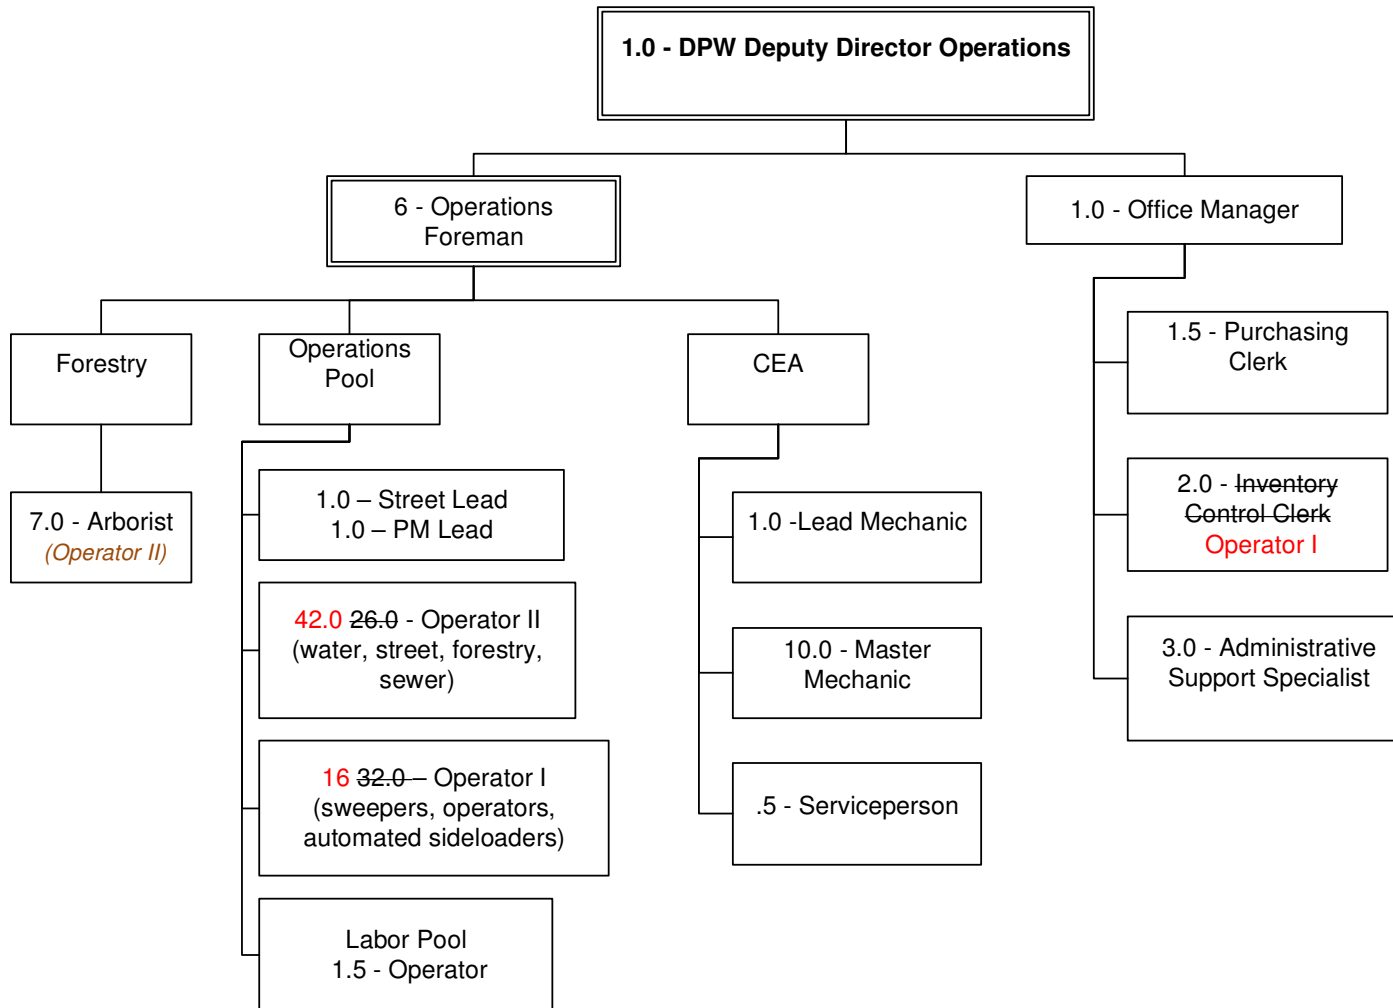 1.0 - DPW Deputy Director Operations
6 - Operations
Foreman
1.0 - Office Manager
Forestry
Operations
Pool
CEA
1.5 - Purchasing
Clerk
7.0 - Arborist
(Operator II)
1.0 – Street Lead
1.0 – PM Lead
1.0 -Lead Mechanic
2.0 - Inventory
Control Clerk
Operator I
42.0 26.0 - Operator II
(water, street, forestry,
sewer)
10.0 - Master
Mechanic
3.0 - Administrative
Support Specialist
16 32.0 – Operator I
(sweepers, operators,
automated sideloaders)
.5 - Serviceperson
Labor Pool
1.5 - Operator